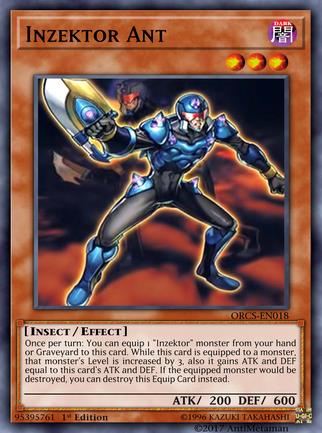 INZEKTOR ANT
DARK
闇
ORCS-EN018
[INSECT / EFFECT]
Once per turn: You can equip 1 "Inzektor" monster from your hand
or Graveyard to this card. While this card is equipped to a monster,
that monster's Level is increased by 3, also it gains ATK and DEF
equal to this card's ATK and DEF. If the equipped monster would be
destroyed, you can destroy this Equip Card instead.
ATK/ 200 DEF/ 600
95395761 1st Edition ©1996 KAZUKI TAKAHASHI
©2017 AntiMetaman